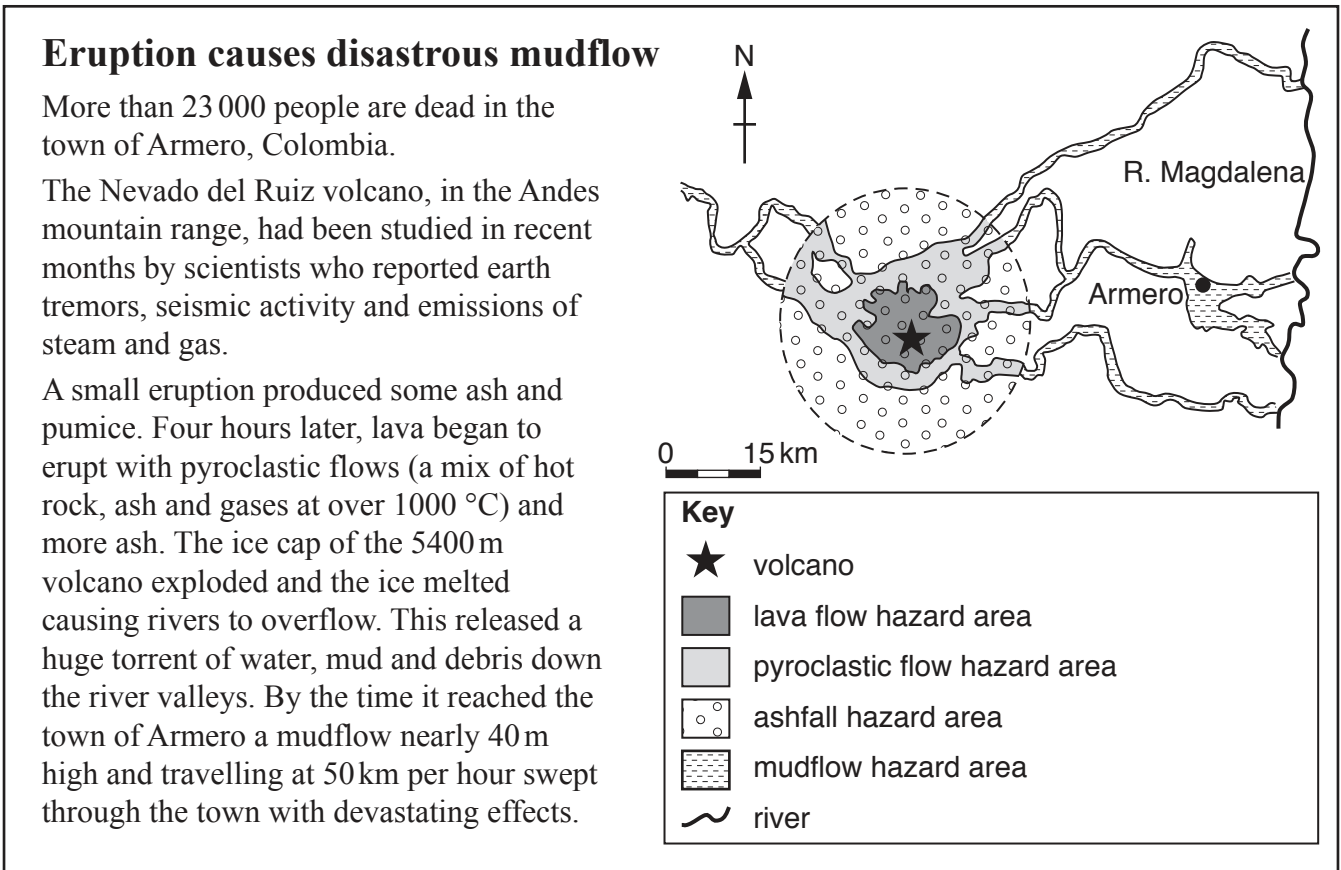 Eruption causes disastrous mudflow
More than 23 000 people are dead in the
town of Armero, Colombia.
The Nevado del Ruiz volcano, in the Andes
mountain range, had been studied in recent
months by scientists who reported earth
tremors, seismic activity and emissions of
steam and gas.
A small eruption produced some ash and
pumice. Four hours later, lava began to
erupt with pyroclastic flows (a mix of hot
rock, ash and gases at over 1000 °C) and
more ash. The ice cap of the 5400 m
volcano exploded and the ice melted
causing rivers to overflow. This released a
huge torrent of water, mud and debris down
the river valleys. By the time it reached the
town of Armero a mudflow nearly 40 m
high and travelling at 50 km per hour swept
through the town with devastating effects.
N
R. Magdalena
Armero
0 15 km
Key
volcano
lava flow hazard area
pyroclastic flow hazard area
ashfall hazard area
mudflow hazard area
river